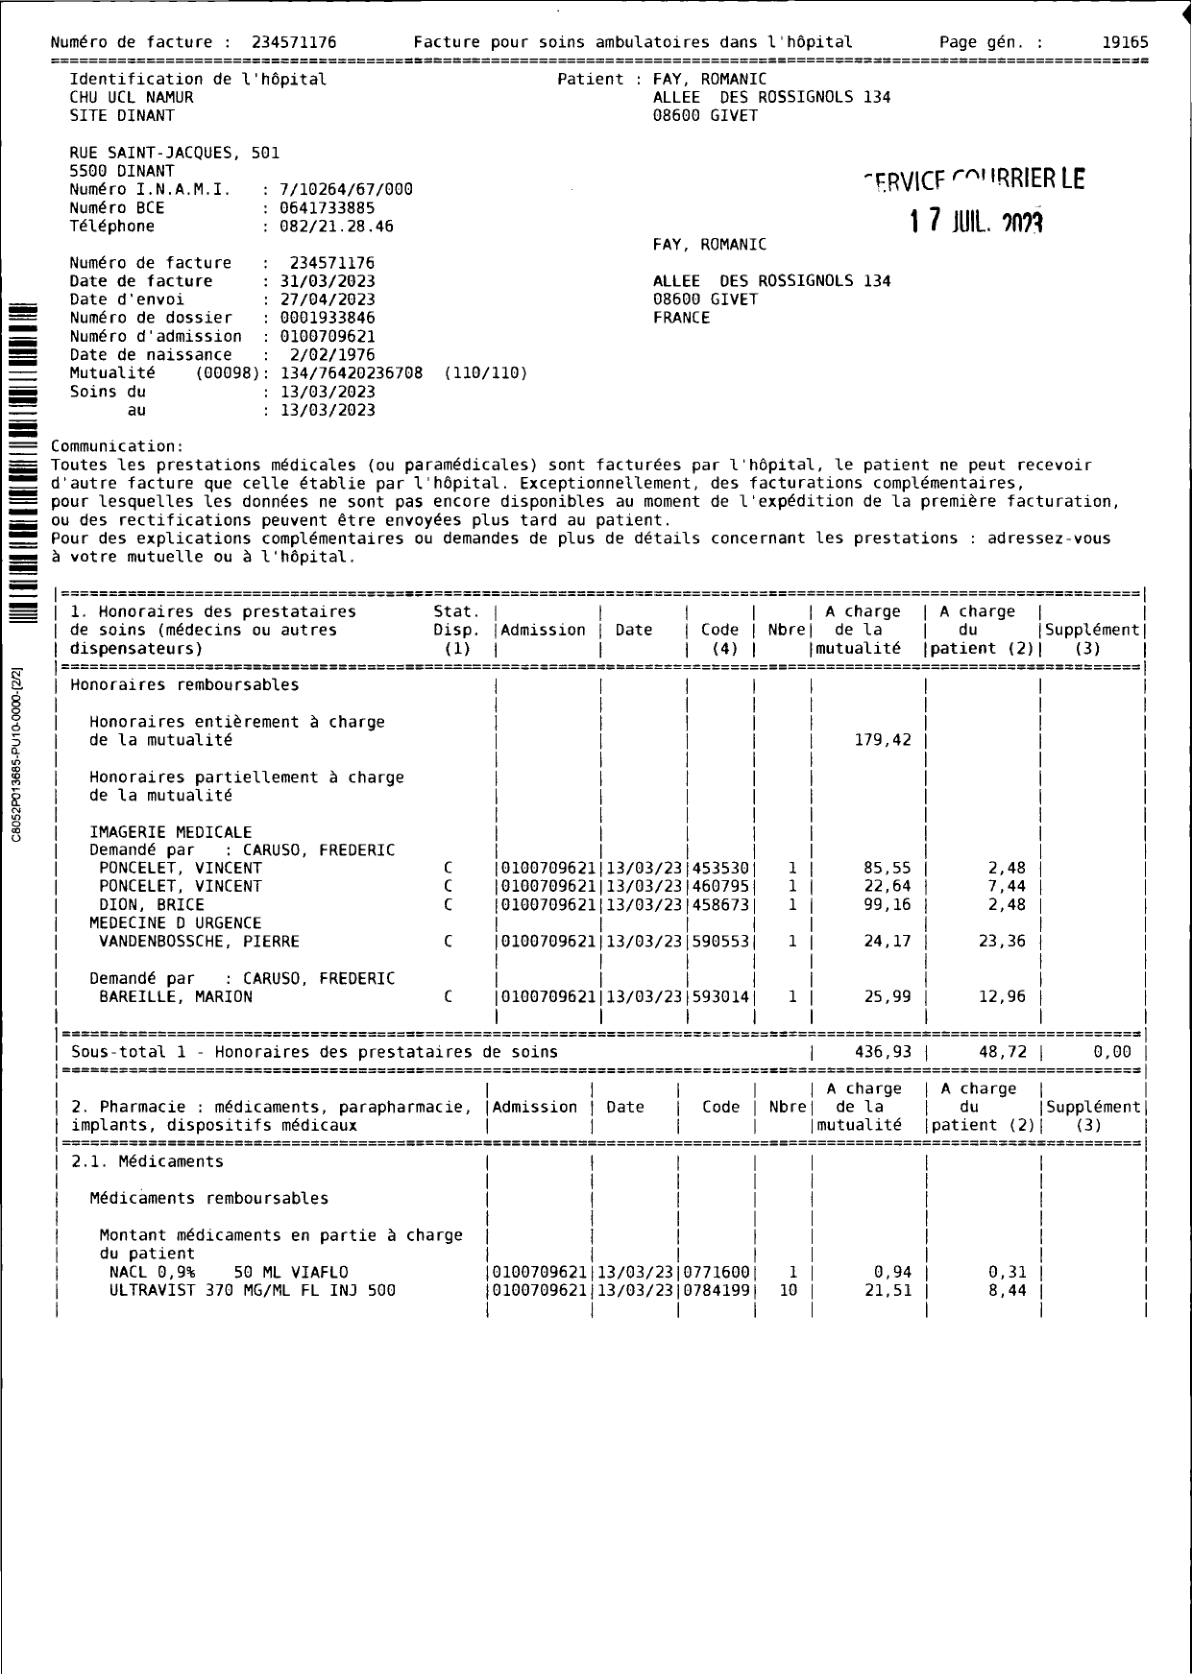 Numéro de facture : 234571176 Facture pour soins ambulatoires dans l'hôpital Page gén. : 19165
Identification de l'hôpital Patient : FAY, ROMANIC
CHU UCL NAMUR ALLEE DES ROSSIGNOLS 134
SITE DINANT 08600 GIVET
RUE SAINT-JACQUES, 501
5500 DINANT
Numéro I.N.A.M.I. : 7/10264/67/000
COURRIER LE
Numéro BCE : 0641733885
17 JUIL. 2023
Téléphone : 082/21.28.46
FAY, ROMANIC
Numéro de facture : 234571176
Date de facture : 31/03/2023 ALLEE DES ROSSIGNOLS 134
Date d'envoi : 27/04/2023 08600 GIVET
Numéro de dossier : 0001933846 FRANCE
Numéro d'admission : 0100709621
Date de naissance : 2/02/1976
Mutualité (00098): 134/76420236708 (110/110)
Soins du : 13/03/2023
au : 13/03/2023
Communication:
Toutes les prestations médicales (ou paramédicales) sont facturées par l'hôpital, le patient ne peut recevoir
d'autre facture que celle établie par l'hôpital. Exceptionnellement, des facturations complémentaires,
pour lesquelles les données ne sont pas encore disponibles au moment de l'expédition de la première facturation,
ou des rectifications peuvent être envoyées plus tard au patient.
Pour des explications complémentaires ou demandes de plus de détails concernant les prestations : adressez-vous
à votre mutuelle ou à l'hôpital.
1. Honoraires des prestataires Stat. A charge A charge
de soins (médecins ou autres Disp. Admission Date Code Nbre de la du Supplément
dispensateurs) (1) (4) mutualité patient (2) (3)
Honoraires remboursables
Honoraires entièrement à charge
de la mutualité 179,42
Honoraires partiellement à charge
de la mutualité
IMAGERIE MEDICALE
Demandé par : CARUSO, FREDERIC
PONCELET, VINCENT C 0100709621 13/03/23 453530 1 85,55 2,48
PONCELET, VINCENT C 0100709621 13/03/23 460795 1 22,64 7,44
DION, BRICE C 0100709621 13/03/23 458673 1 99,16 2,48
MEDECINE D URGENCE
VANDENBOSSCHE, PIERRE C 0100709621 13/03/23 590553 1 24,17 23,36
Demandé par : CARUSO, FREDERIC
BAREILLE, MARION C 0100709621 13/03/23 593014 1 25,99 12,96
Sous-total 1 - Honoraires des prestataires de soins 436,93 48,72 0,00
A charge A charge
2. Pharmacie : médicaments, parapharmacie, Admission Date Code Nbre de la du Supplément
implants, dispositifs médicaux mutualité patient (2) (3)
2.1. Médicaments
Médicaments remboursables
Montant médicaments en partie à charge
du patient
NACL 0,9% 50 ML VIAFLO 0100709621 13/03/23 0771600 1 0,94 0,31
ULTRAVIST 370 MG/ML FL INJ 500 0100709621 13/03/23 0784199 10 21,51 8,44
C8052P013685-PU10-0000-[2/2]